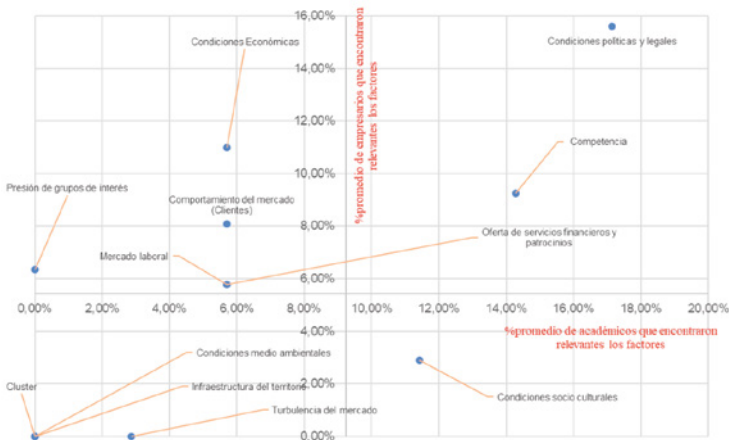 16,00%
Condiciones Económicas
Condiciones políticas y legales
14,00%
12,00%
%promedio de empresarios que encontraron
relevantes los factores
Competencia
10,00%
Presión de grupos de interés
Comportamiento del mercado
(Clientes)
8,00%
Oferta de servicios financieros y
patrocinios
Mercado laboral
6,00%
0,00% 2,00% 4,00% 6,00% 8,00% 10,00% 12,00% 14,00% 16,00% 18,00% 20,00%
4,00%
%promedio de académicos que encontraron
relevantes los factores
Condiciones medio ambientales
2,00%
Cluster
Infraestructura del territorio
Condiciones socio culturales
Turbulencia del mercado
0,00%